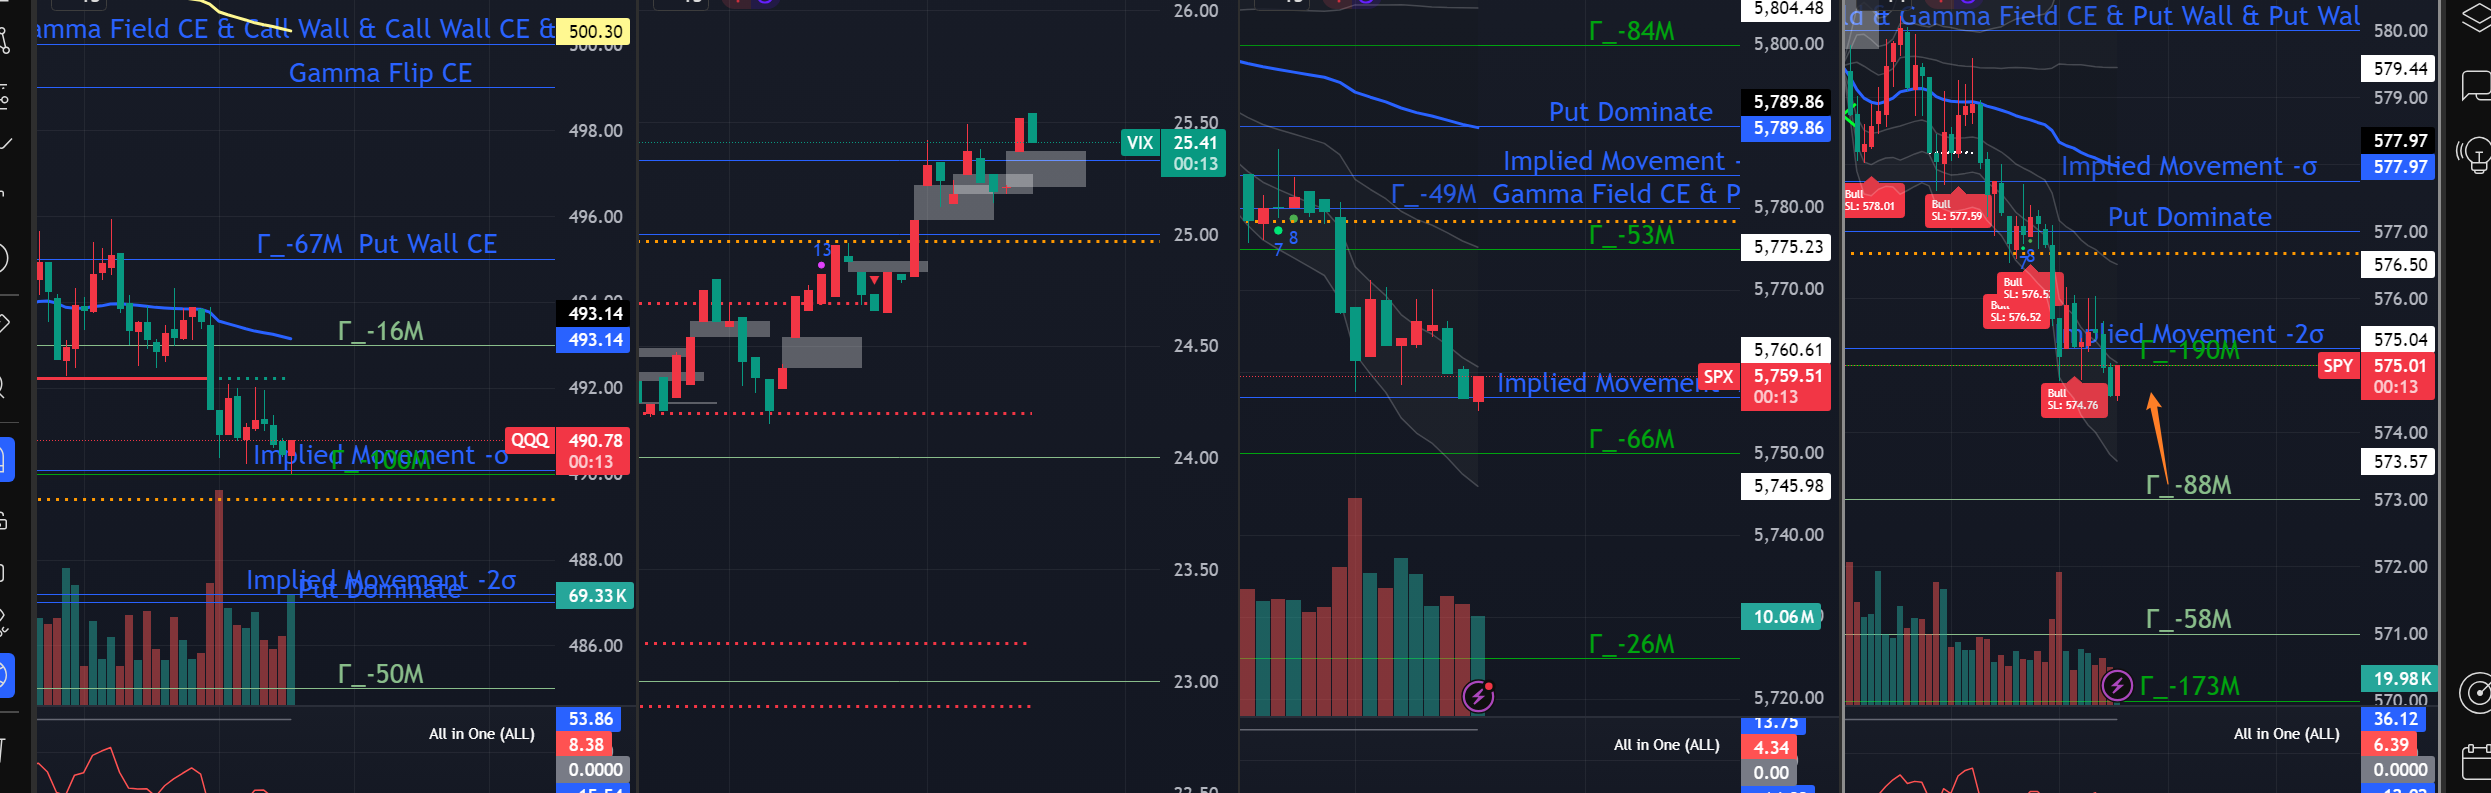 amma Field CE & Call Wall & Call Wall CE &
500.30
500.00
Gamma Flip CE
498.00
496.00
Γ_-67M Put Wall CE
494.00
493.14
493.14
Γ_-16M
492.00
QQQ
490.78
00:13
Implied Movement -σ
Γ_-100M
490.00
488.00
Implied Movement -2σ
Put Dominate
69.33K
486.00
Γ_-50M
53.86
All in One (ALL)
8.38
0.0000
26.00
25.50
VIX
25.41
00:13
25.00
13
24.50
24.00
23.50
23.00
5,804.48
Γ_-84M
5,800.00
5,789.86
Put Dominate
5,789.86
Implied Movement -
Γ_-49M Gamma Field CE & P
5,780.00
Γ_-53M
8
7
5,775.23
5,770.00
5,760.61
Implied Movement
SPX
5,759.51
00:13
Γ_-66M
5,750.00
5,745.98
5,740.00
10.06M
Γ_-26M
5,720.00
13.75
All in One (ALL)
4.34
0.00
d & Gamma Field CE & Put Wall & Put Wal
580.00
579.44
579.00
577.97
Implied Movement -σ
577.97
Bull
SL: 578.01
Bull
SL: 577.59
Put Dominate
577.00
576.50
Bull
SL: 576.5
Bull
SL: 576.52
576.00
Implied Movement -2σ
575.04
Γ_-190M
SPY
575.01
00:13
Bull
SL: 574.76
574.00
573.57
Γ_-88M
573.00
572.00
Γ_-58M
571.00
Γ_-173M
19.98K
570.00
36.12
All in One (ALL)
6.39
0.0000